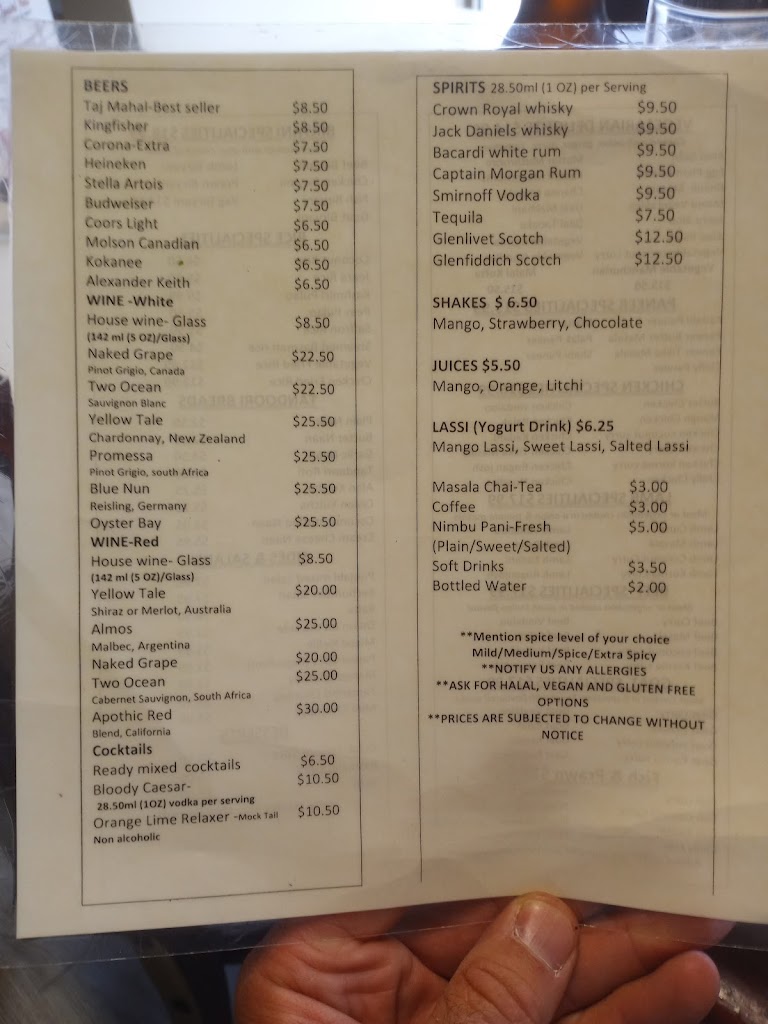 BEERS
Taj Mahal-Best seller $8.50
Kingfisher $8.50
Corona-Extra $7.50
Heineken $7.50
Stella Artois $7.50
Budweiser $7.50
Coors Light $6.50
Molson Canadian $6.50
Kokanee $6.50
Alexander Keith $6.50
WINE -White
House wine- Glass $8.50
(142 ml (5 OZ)/Glass)
Naked Grape $22.50
Pinot Grigio, Canada
Two Ocean $22.50
Sauvignon Blanc
Yellow Tale $25.50
Chardonnay, New Zealand
Promessa $25.50
Pinot Grigio, south Africa
Blue Nun $25.50
Reisling, Germany
Oyster Bay $25.50
WINE-Red
House wine- Glass $8.50
(142 ml (5 OZ)/Glass)
Yellow Tale $20.00
Shiraz or Merlot, Australia
Almos $25.00
Malbec, Argentina
Naked Grape $20.00
Two Ocean $25.00
Cabernet Sauvignon, South Africa
Apothic Red $30.00
Blend, California
Cocktails
Ready mixed cocktails $6.50
Bloody Caesar- $10.50
28.50ml (1OZ) vodka per serving
Orange Lime Relaxer -Mock Tail $10.50
Non alcoholic
SPIRITS 28.50ml (1 OZ) per Serving
Crown Royal whisky $9.50
Jack Daniels whisky $9.50
Bacardi white rum $9.50
Captain Morgan Rum $9.50
Smirnoff Vodka $9.50
Tequila $7.50
Glenlivet Scotch $12.50
Glenfiddich Scotch $12.50
SHAKES $ 6.50
Mango, Strawberry, Chocolate
JUICES $5.50
Mango, Orange, Litchi
LASSI (Yogurt Drink) $6.25
Mango Lassi, Sweet Lassi, Salted Lassi
Masala Chai-Tea $3.00
Coffee $3.00
Nimbu Pani-Fresh $5.00
(Plain/Sweet/Salted)
Soft Drinks $3.50
Bottled Water $2.00
**Mention spice level of your choice
Mild/Medium/Spice/Extra Spicy
**NOTIFY US ANY ALLERGIES
**ASK FOR HALAL, VEGAN AND GLUTEN FREE
OPTIONS
**PRICES ARE SUBJECTED TO CHANGE WITHOUT
NOTICE